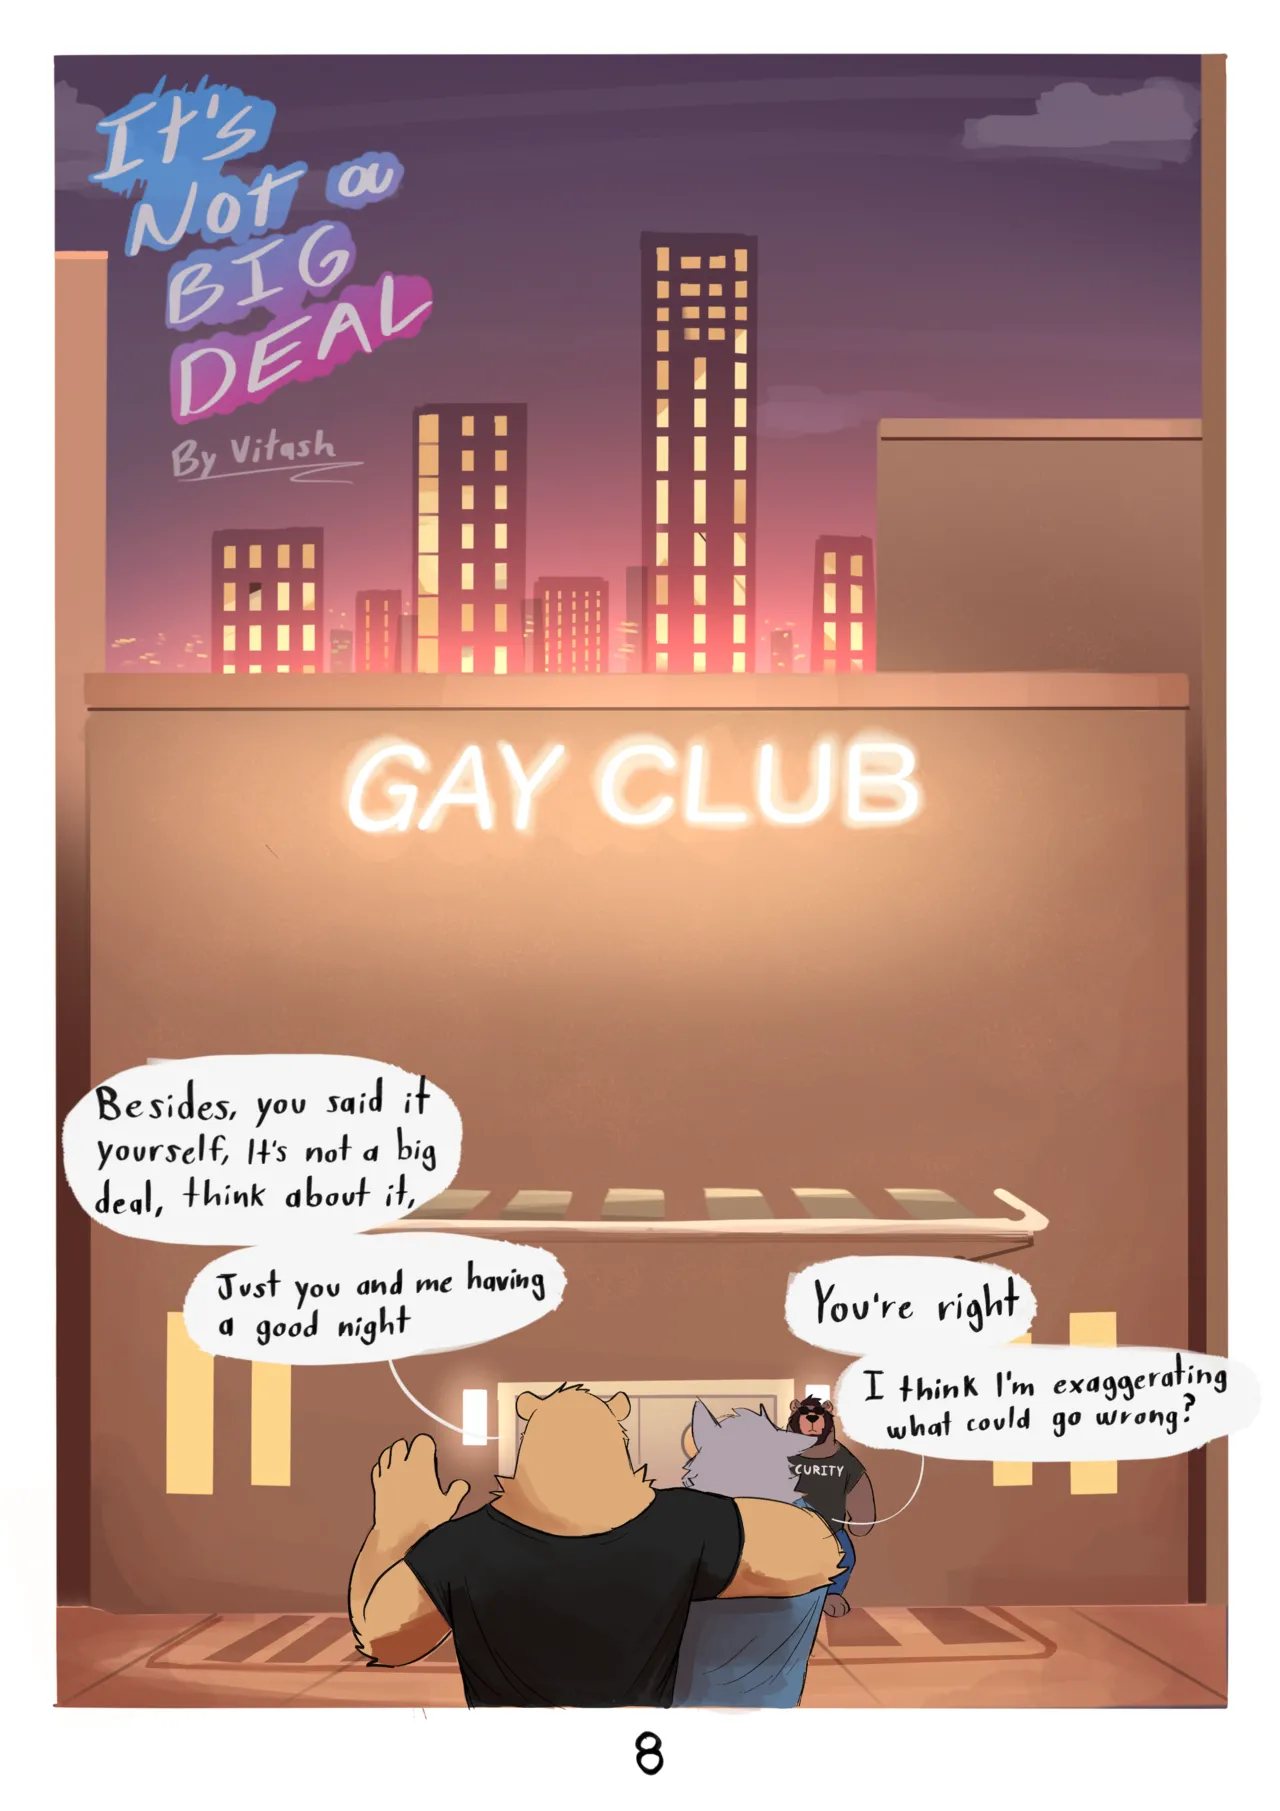 It's
Not a
BIG
DEAL
By Vitash
GAY CLUB
Besides, you said it
yourself, It's not a big
deal, think about it,
Just you and me having
a good night
You're right
I think I'm exaggerating
what could go wrong?
CURITY
8